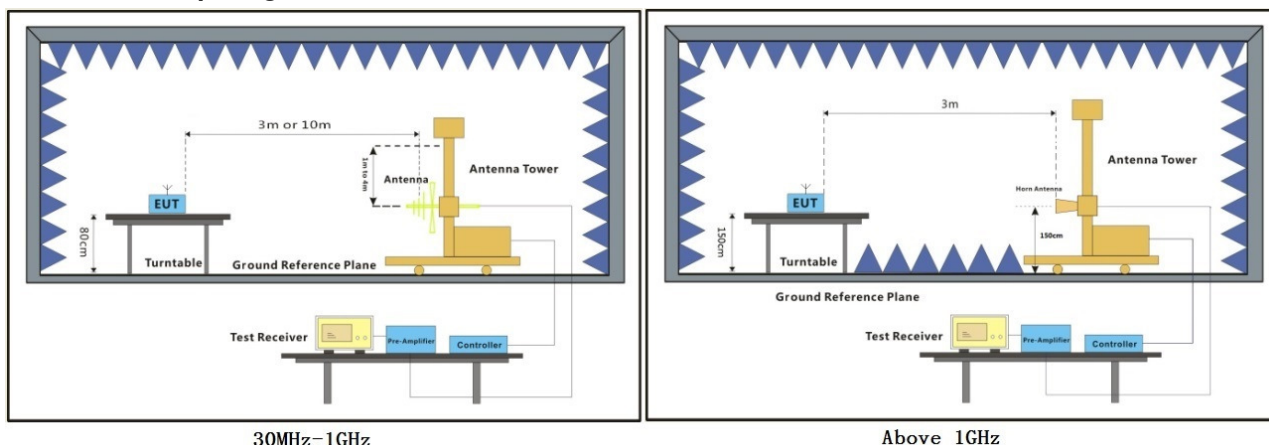 3m or 10m
1m to 4m
Antenna
Antenna Tower
EUT
80cm
Turntable
Ground Reference Plane
Test Receiver
Pre-Amplifier
Controller
30MHz-1GHz
3m
Antenna Tower
Horn Antenna
EUT
150cm
150cm
Turntable
Ground Reference Plane
Test Receiver
Pre-Amplifier
Controller
Above 1GHz